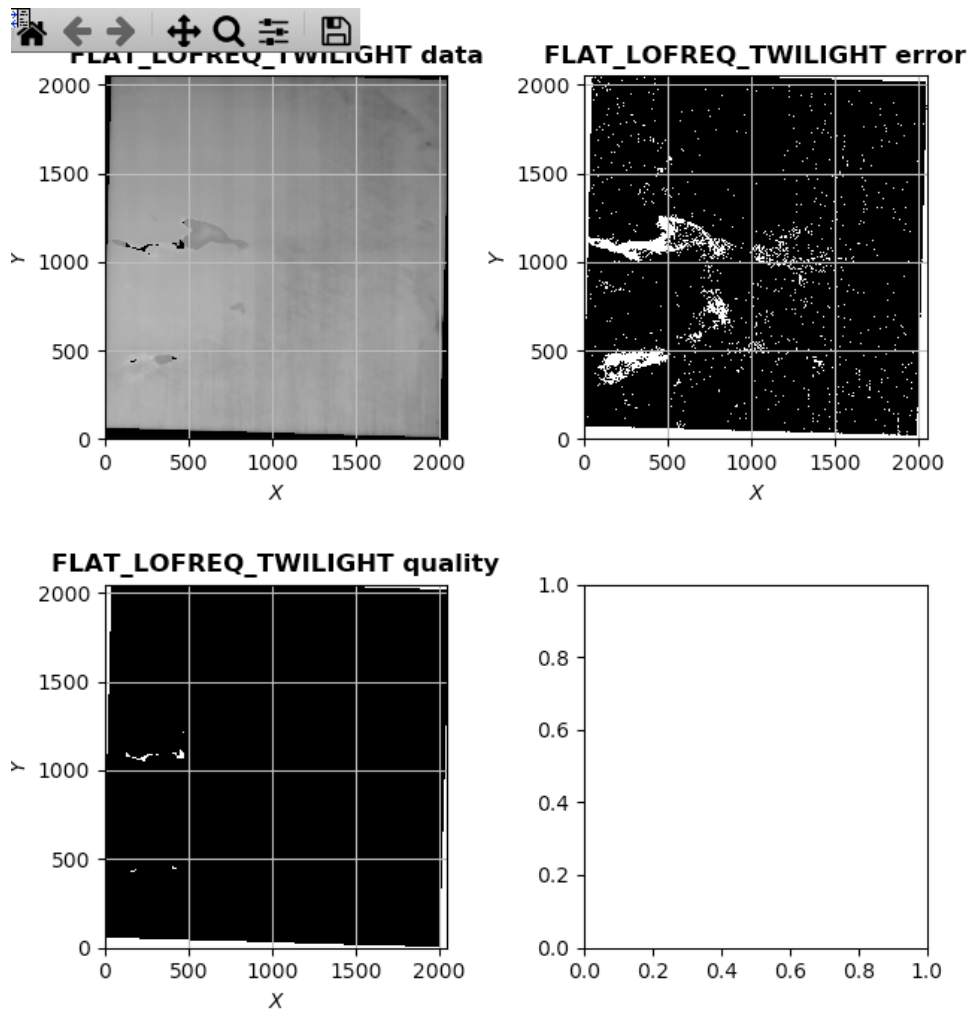 FLAT_LOFREQ_TWILIGHT data
FLAT_LOFREQ_TWILIGHT error
2000
1500
1000
500
0
Y
0 500 1000 1500 2000
X
2000
1500
1000
500
0
Y
0 500 1000 1500 2000
X
FLAT_LOFREQ_TWILIGHT quality
2000
1500
1000
500
0
Y
0 500 1000 1500 2000
X
1.0
0.8
0.6
0.4
0.2
0.0
0.0 0.2 0.4 0.6 0.8 1.0